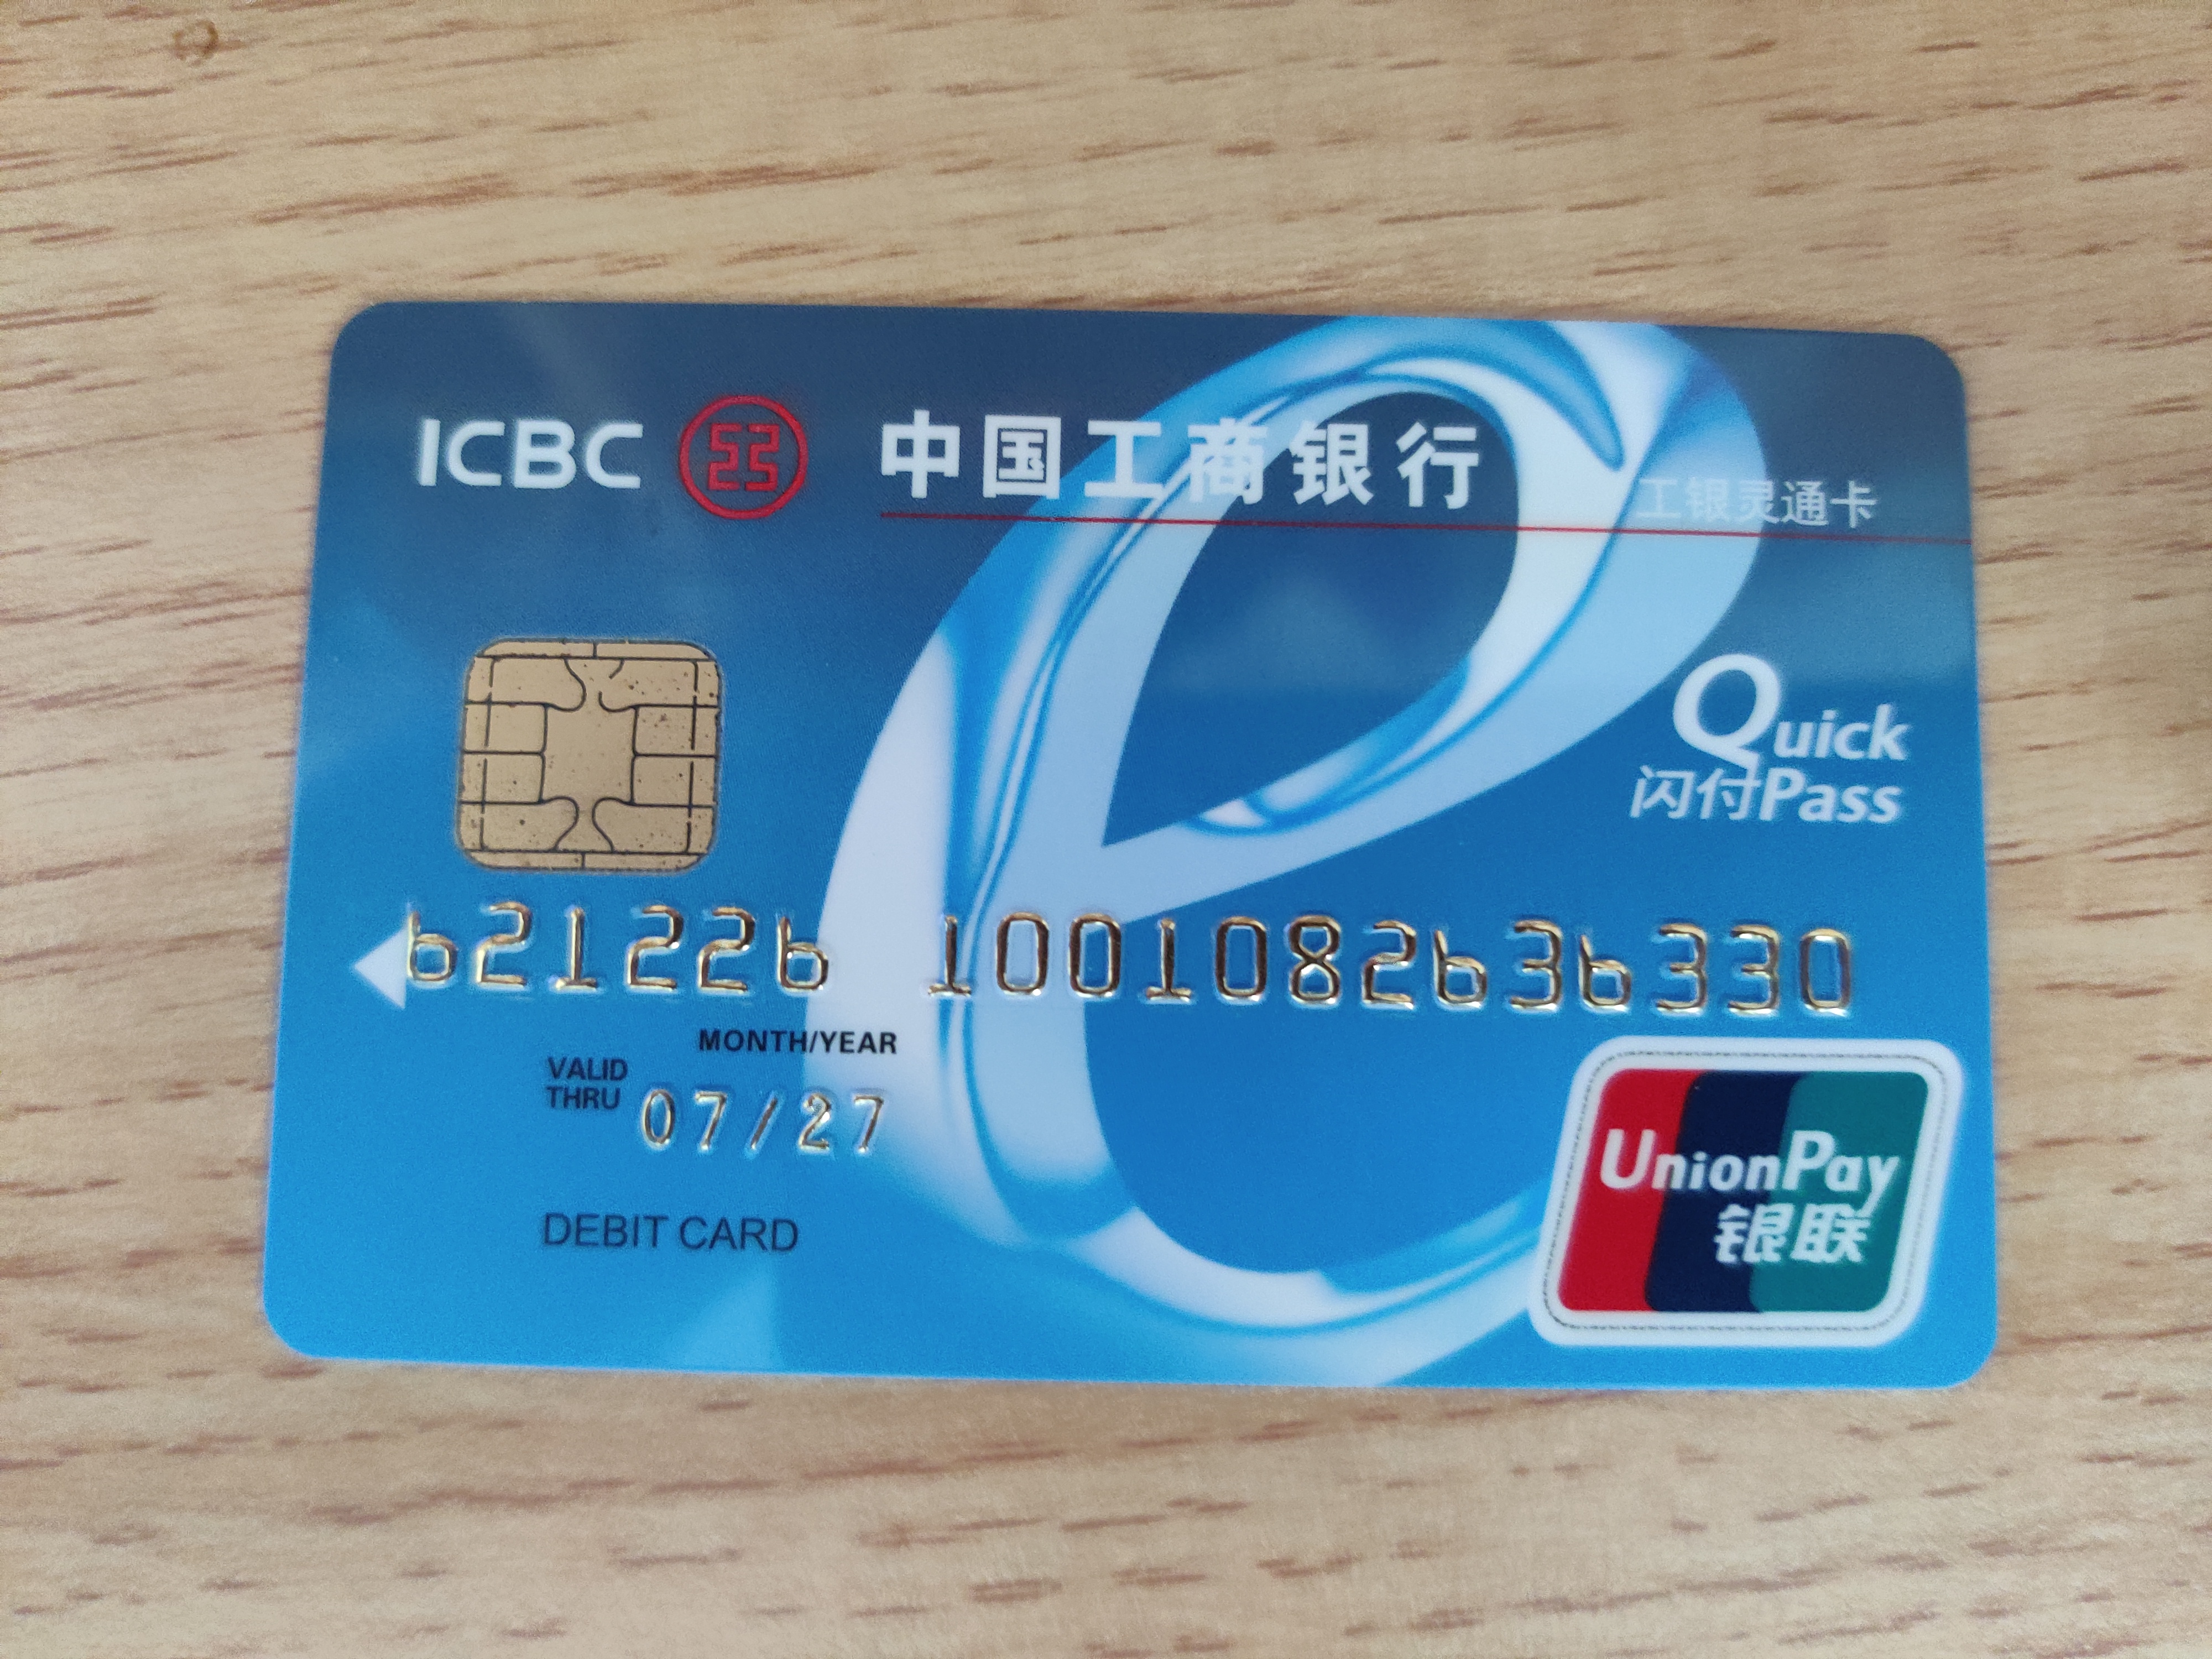 ICBC 中国工商银行
工银灵通卡
Quick
闪付Pass
621226 1001082636330
MONTH/YEAR
VALID
THRU 07/27
DEBIT CARD
UnionPay
银联